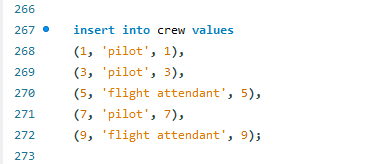 266
267 insert into crew values
268 (1, 'pilot', 1),
269 (3, 'pilot', 3),
270 (5, 'flight attendant', 5),
271 (7, 'pilot', 7),
272 (9, 'flight attendant', 9);
273